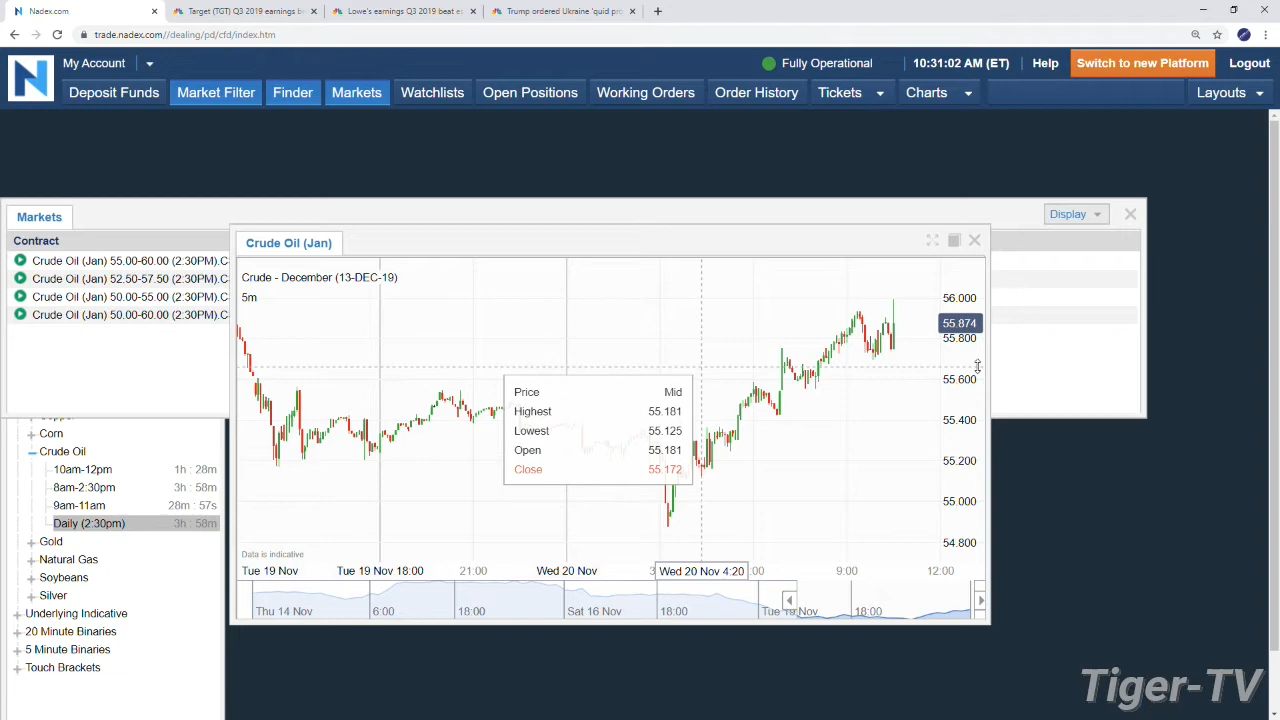 Nadex.com
Target (TGT) Q3 2019 earnings be
Lowe's earnings Q3 2019 beat es
Trump ordered Ukraine 'quid pro
trade.nadex.com/dealing/pd/cfd/index.htm
N
My Account
Fully Operational
10:31:02 AM (ET)
Help
Switch to new Platform
Logout
Deposit Funds
Market Filter
Finder
Markets
Watchlists
Open Positions
Working Orders
Order History
Tickets
Charts
Layouts
Markets
Display
Contract
Crude Oil (Jan) 55.00-60.00 (2:30PM).C
Crude Oil (Jan) 52.50-57.50 (2:30PM).C
Crude Oil (Jan) 50.00-55.00 (2:30PM).C
Crude Oil (Jan) 50.00-60.00 (2:30PM).C
Corn
Crude Oil
10am-12pm 1h : 28m
8am-2:30pm 3h : 58m
9am-11am 28m : 57s
Daily (2:30pm) 3h : 58m
Gold
Natural Gas
Soybeans
Silver
Underlying Indicative
20 Minute Binaries
5 Minute Binaries
Touch Brackets
Crude Oil (Jan)
Crude - December (13-DEC-19)
5m
56.000
55.874
55.800
55.600
55.400
55.200
55.000
54.800
Price Mid
Highest 55.181
Lowest 55.125
Open 55.181
Close 55.172
Data is indicative
Tue 19 Nov
Tue 19 Nov 18:00
21:00
Wed 20 Nov
Wed 20 Nov 4:20
9:00
12:00
Thu 14 Nov
6:00
18:00
Sat 16 Nov
18:00
Tue 19 Nov
18:00
Tiger-TV